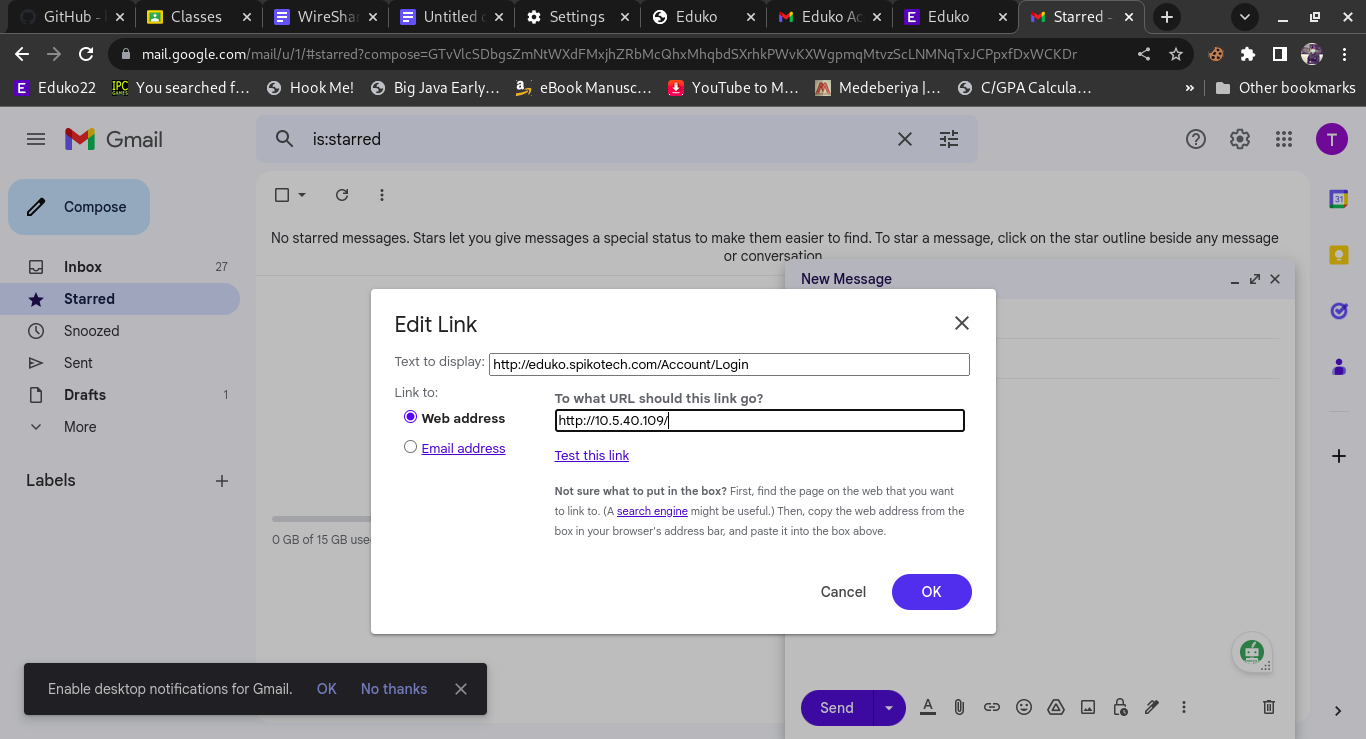 GitHub - 
Classes
WireShar
Untitled
Settings
Eduko
Eduko Ac
Eduko
Starred -
mail.google.com/mail/u/1/#starred?compose=GTvVlcSDbgsZmNtWXdFMxjhZRbMcQhxMhqbdSXrhkPWvKXWgpmqMtvzScLNMNqTxJCPpxfDxWCKDr
Eduko22
IPC GAMES
You searched f...
Hook Me!
Big Java Early...
eBook Manusc...
YouTube to M...
Medeberiya |...
C/GPA Calcula...
»
Other bookmarks
Gmail
is:starred
T
Compose
No starred messages. Stars let you give messages a special status to make them easier to find. To star a message, click on the star outline beside any message
or conversation.
Inbox 27
Starred
Snoozed
Sent
Drafts 1
More
Labels
0 GB of 15 GB use
31
New Message
Edit Link
Text to display: http://eduko.spikotech.com/Account/Login
Link to:
Web address
Email address
To what URL should this link go?
http://10.5.40.109/
Test this link
Not sure what to put in the box? First, find the page on the web that you want
to link to. (A search engine might be useful.) Then, copy the web address from the
box in your browser's address bar, and paste it into the box above.
Cancel
OK
Enable desktop notifications for Gmail. OK No thanks
Send